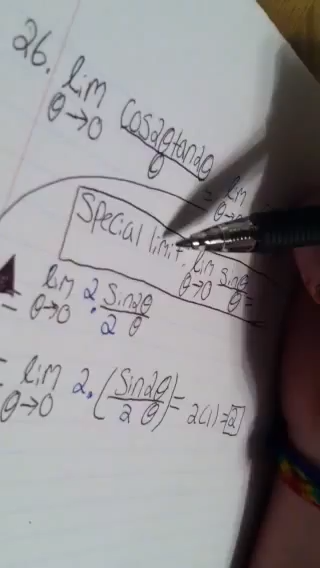 26. lim θ→0 cos2θtan2θ / θ
= lim θ→0
Special limit: lim θ→0 sinθ / θ =
= lim θ→0 2 · sin2θ / 2 θ
= lim θ→0 2 · (sin2θ / 2 θ) = 2(1) = 2